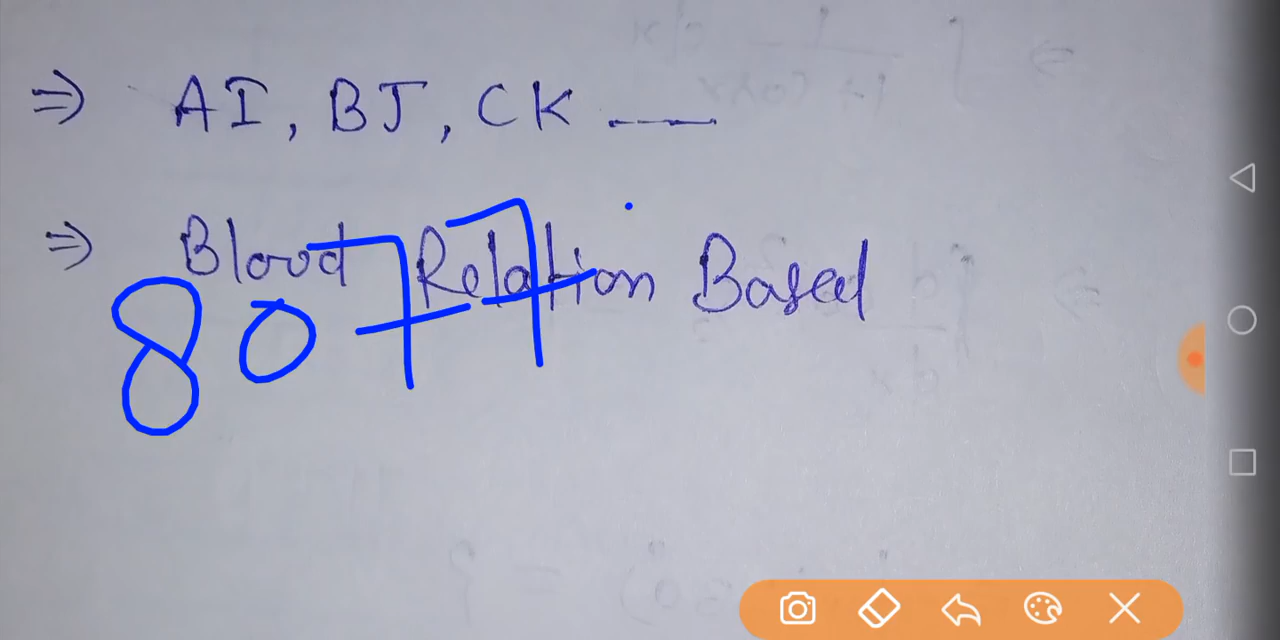 ⇒ AI, BJ, CK ___
⇒ Blood Relation Based
8077